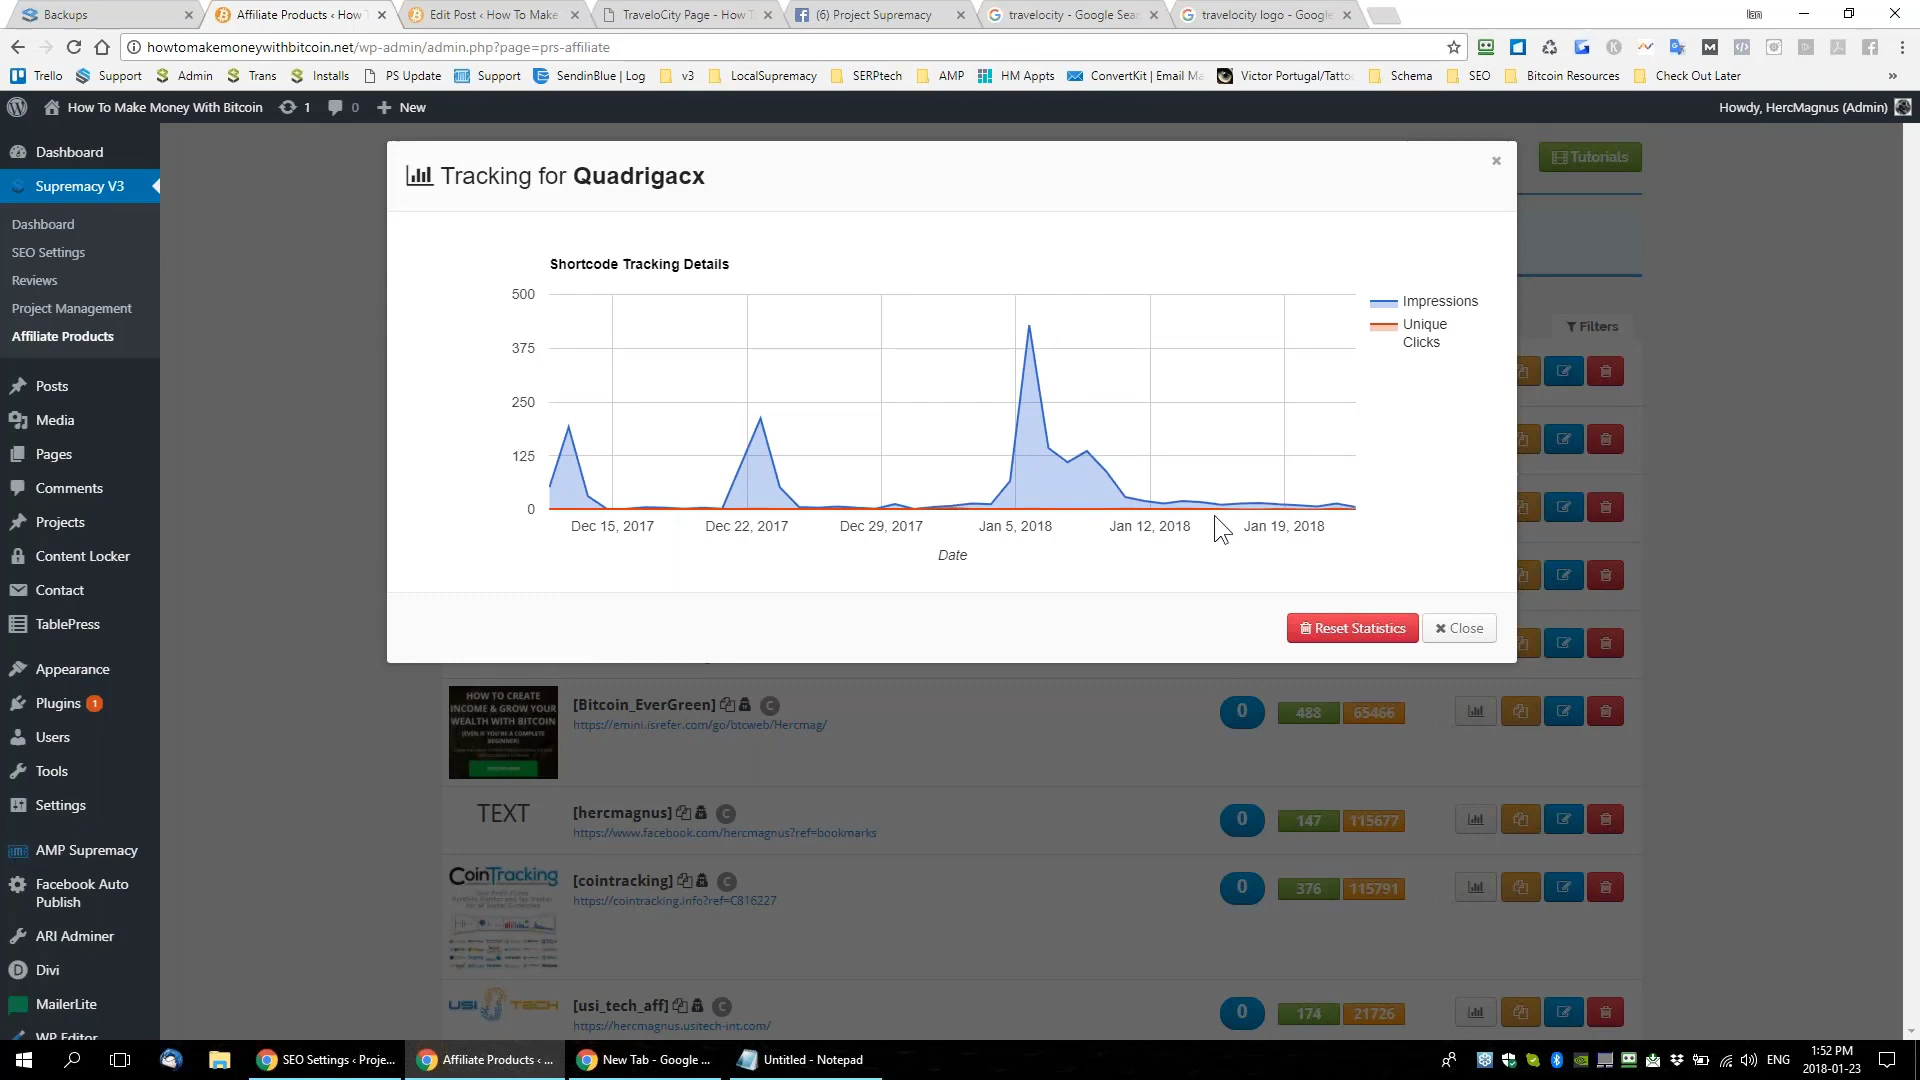 Backups
Affiliate Products ‹ How T
Edit Post ‹ How To Make
TraveloCity Page - How T
(6) Project Supremacy
travelocity - Google Sear
travelocity logo - Google
Ian
howtomakemoneywithbitcoin.net/wp-admin/admin.php?page=prs-affiliate
Trello
Support
Admin
Trans
Installs
PS Update
Support
SendinBlue | Log
v3
LocalSupremacy
SERPtech
AMP
HM Appts
ConvertKit | Email Ma
Victor Portugal/Tatto
Schema
SEO
Bitcoin Resources
Check Out Later
»
How To Make Money With Bitcoin
1
0
New
Howdy, HercMagnus (Admin)
Dashboard
Supremacy V3
Dashboard
SEO Settings
Reviews
Project Management
Affiliate Products
Posts
Media
Pages
Comments
Projects
Content Locker
Contact
TablePress
Appearance
Plugins 1
Users
Tools
Settings
AMP Supremacy
Facebook Auto
Publish
ARI Adminer
Divi
MailerLite
WP Editor
Tutorials
Filters
Tracking for Quadrigacx
×
Shortcode Tracking Details
500
375
250
125
0
Dec 15, 2017
Dec 22, 2017
Dec 29, 2017
Jan 5, 2018
Jan 12, 2018
Jan 19, 2018
Date
Impressions
Unique
Clicks
Reset Statistics
Close
HOW TO CREATE
INCOME & GROW YOUR
WEALTH WITH BITCOIN
(EVEN IF YOU'RE A COMPLETE
BEGINNER)
[Bitcoin_EverGreen] C
https://emini.isrefer.com/go/btcweb/Hercmag/
0
488
65466
TEXT
[hercmagnus] C
https://www.facebook.com/hercmagnus?ref=bookmarks
0
147
115677
CoinTracking
[cointracking] C
https://cointracking.info?ref=C816227
0
376
115791
USI TECH
[usi_tech_aff] C
https://hercmagnus.usitech-int.com/
0
174
21726
SEO Settings ‹ Proje...
Affiliate Products ‹ ...
New Tab - Google ...
Untitled - Notepad
ENG
1:52 PM
2018-01-23